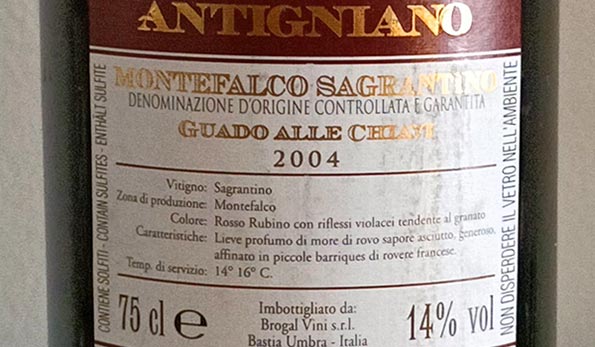 ANTIGNIANO
MONTEFALCO SAGRANTINO
DENOMINAZIONE D'ORIGINE CONTROLLATA E GARANTITA
GUADO ALLE CHIAVI
2004
Vitigno: Sagrantino
Zona di produzione: Montefalco
Colore: Rosso Rubino con riflessi violacei tendente al granato
Caratteristiche: Lieve profumo di more di rovo sapore asciutto, generoso,
affinato in piccole barriques di rovere francese.
Temp. di servizio: 14° 16° C.
75 cl e
Imbottigliato da:
Brogal Vini s.r.l.
Bastia Umbra - Italia
14% vol
CONTIENE SOLFITI - CONTAIN SULFITES - ENTHÄLT SULFITE
NON DISPERDERE IL VETRO NELL'AMBIENTE